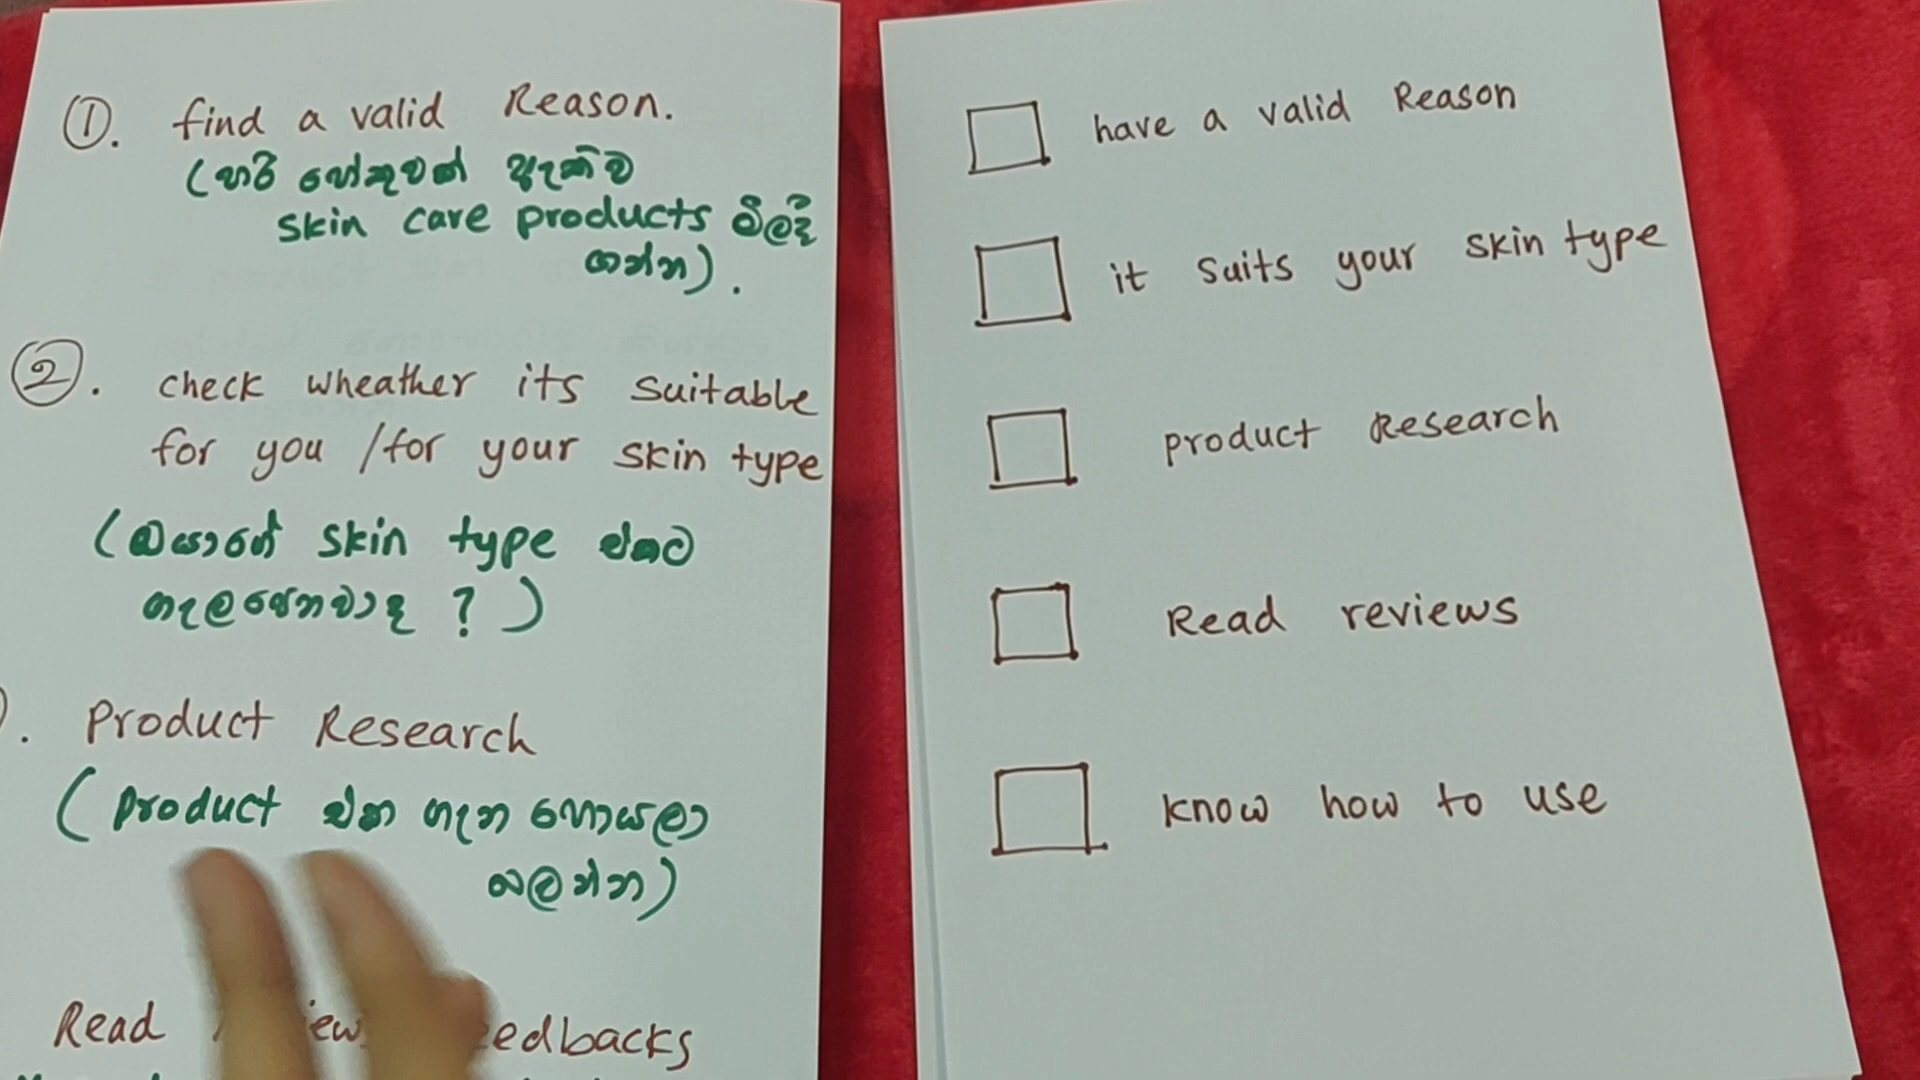 ①. find a valid Reason.
(හරි හේතුවක් ඇතිව
skin care products මිලදී
ගන්න).
②. check wheather its suitable
for you /for your skin type
(ඔයාගේ skin type එකට
ගැලපෙනවාද ?)
. Product Research
(product එක ගැන හොයලා
බලන්න)
Read
have a valid Reason
it suits your skin type
product Research
Read reviews
know how to use